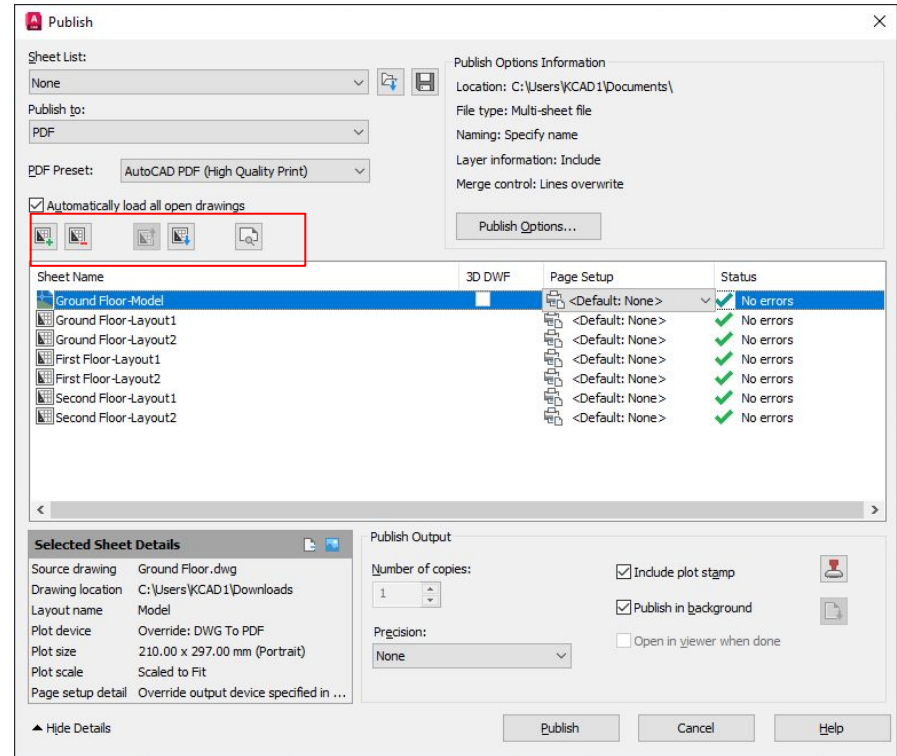 Publish
Sheet List:
None
Publish to:
PDF
PDF Preset: AutoCAD PDF (High Quality Print)
Automatically load all open drawings
Publish Options Information
Location: C:\Users\KCAD1\Documents\
File type: Multi-sheet file
Naming: Specify name
Layer information: Include
Merge control: Lines overwrite
Publish Options...
Sheet Name 3D DWF Page Setup Status
Ground Floor-Model <Default: None> No errors
Ground Floor-Layout1 <Default: None> No errors
Ground Floor-Layout2 <Default: None> No errors
First Floor-Layout1 <Default: None> No errors
First Floor-Layout2 <Default: None> No errors
Second Floor-Layout1 <Default: None> No errors
Second Floor-Layout2 <Default: None> No errors
Selected Sheet Details
Source drawing Ground Floor.dwg
Drawing location C:\Users\KCAD1\Downloads
Layout name Model
Plot device Override: DWG To PDF
Plot size 210.00 x 297.00 mm (Portrait)
Plot scale Scaled to Fit
Page setup detail Override output device specified in ...
Publish Output
Number of copies:
1
Precision:
None
Include plot stamp
Publish in background
Open in viewer when done
Hide Details
Publish
Cancel
Help